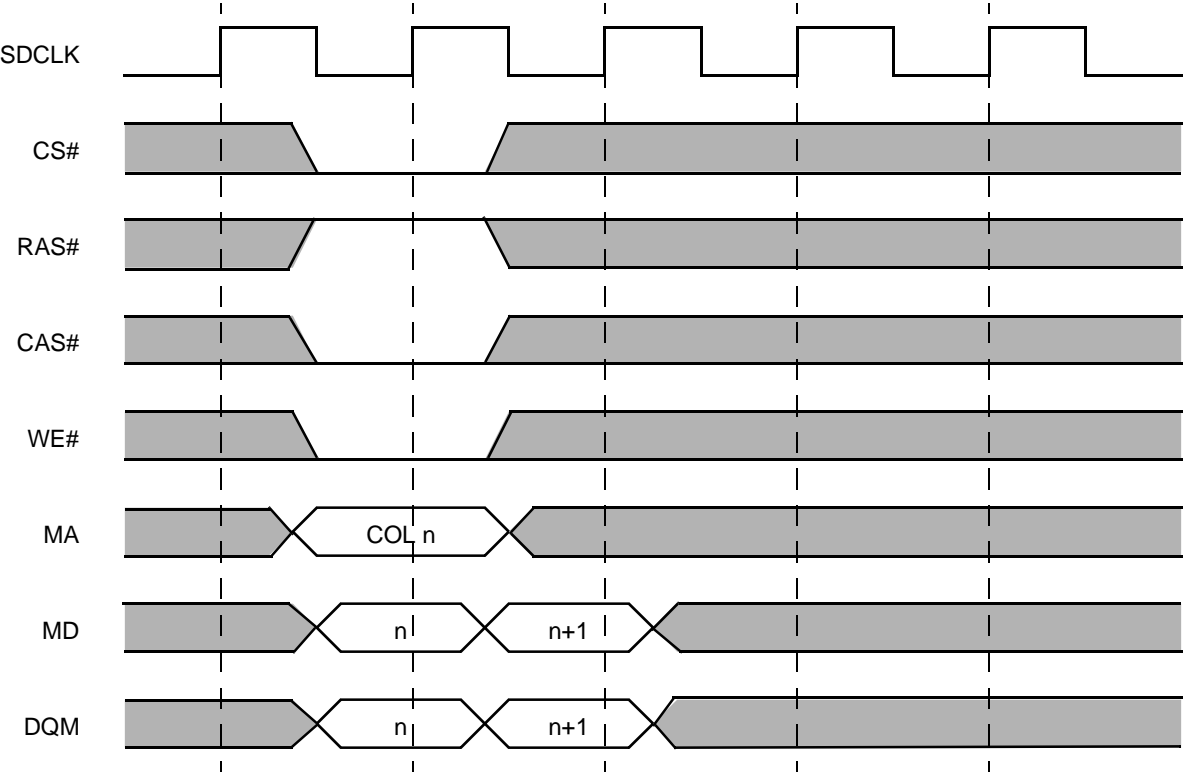 SDCLK
CS#
RAS#
CAS#
WE#
MA COL n
MD n n+1
DQM n n+1